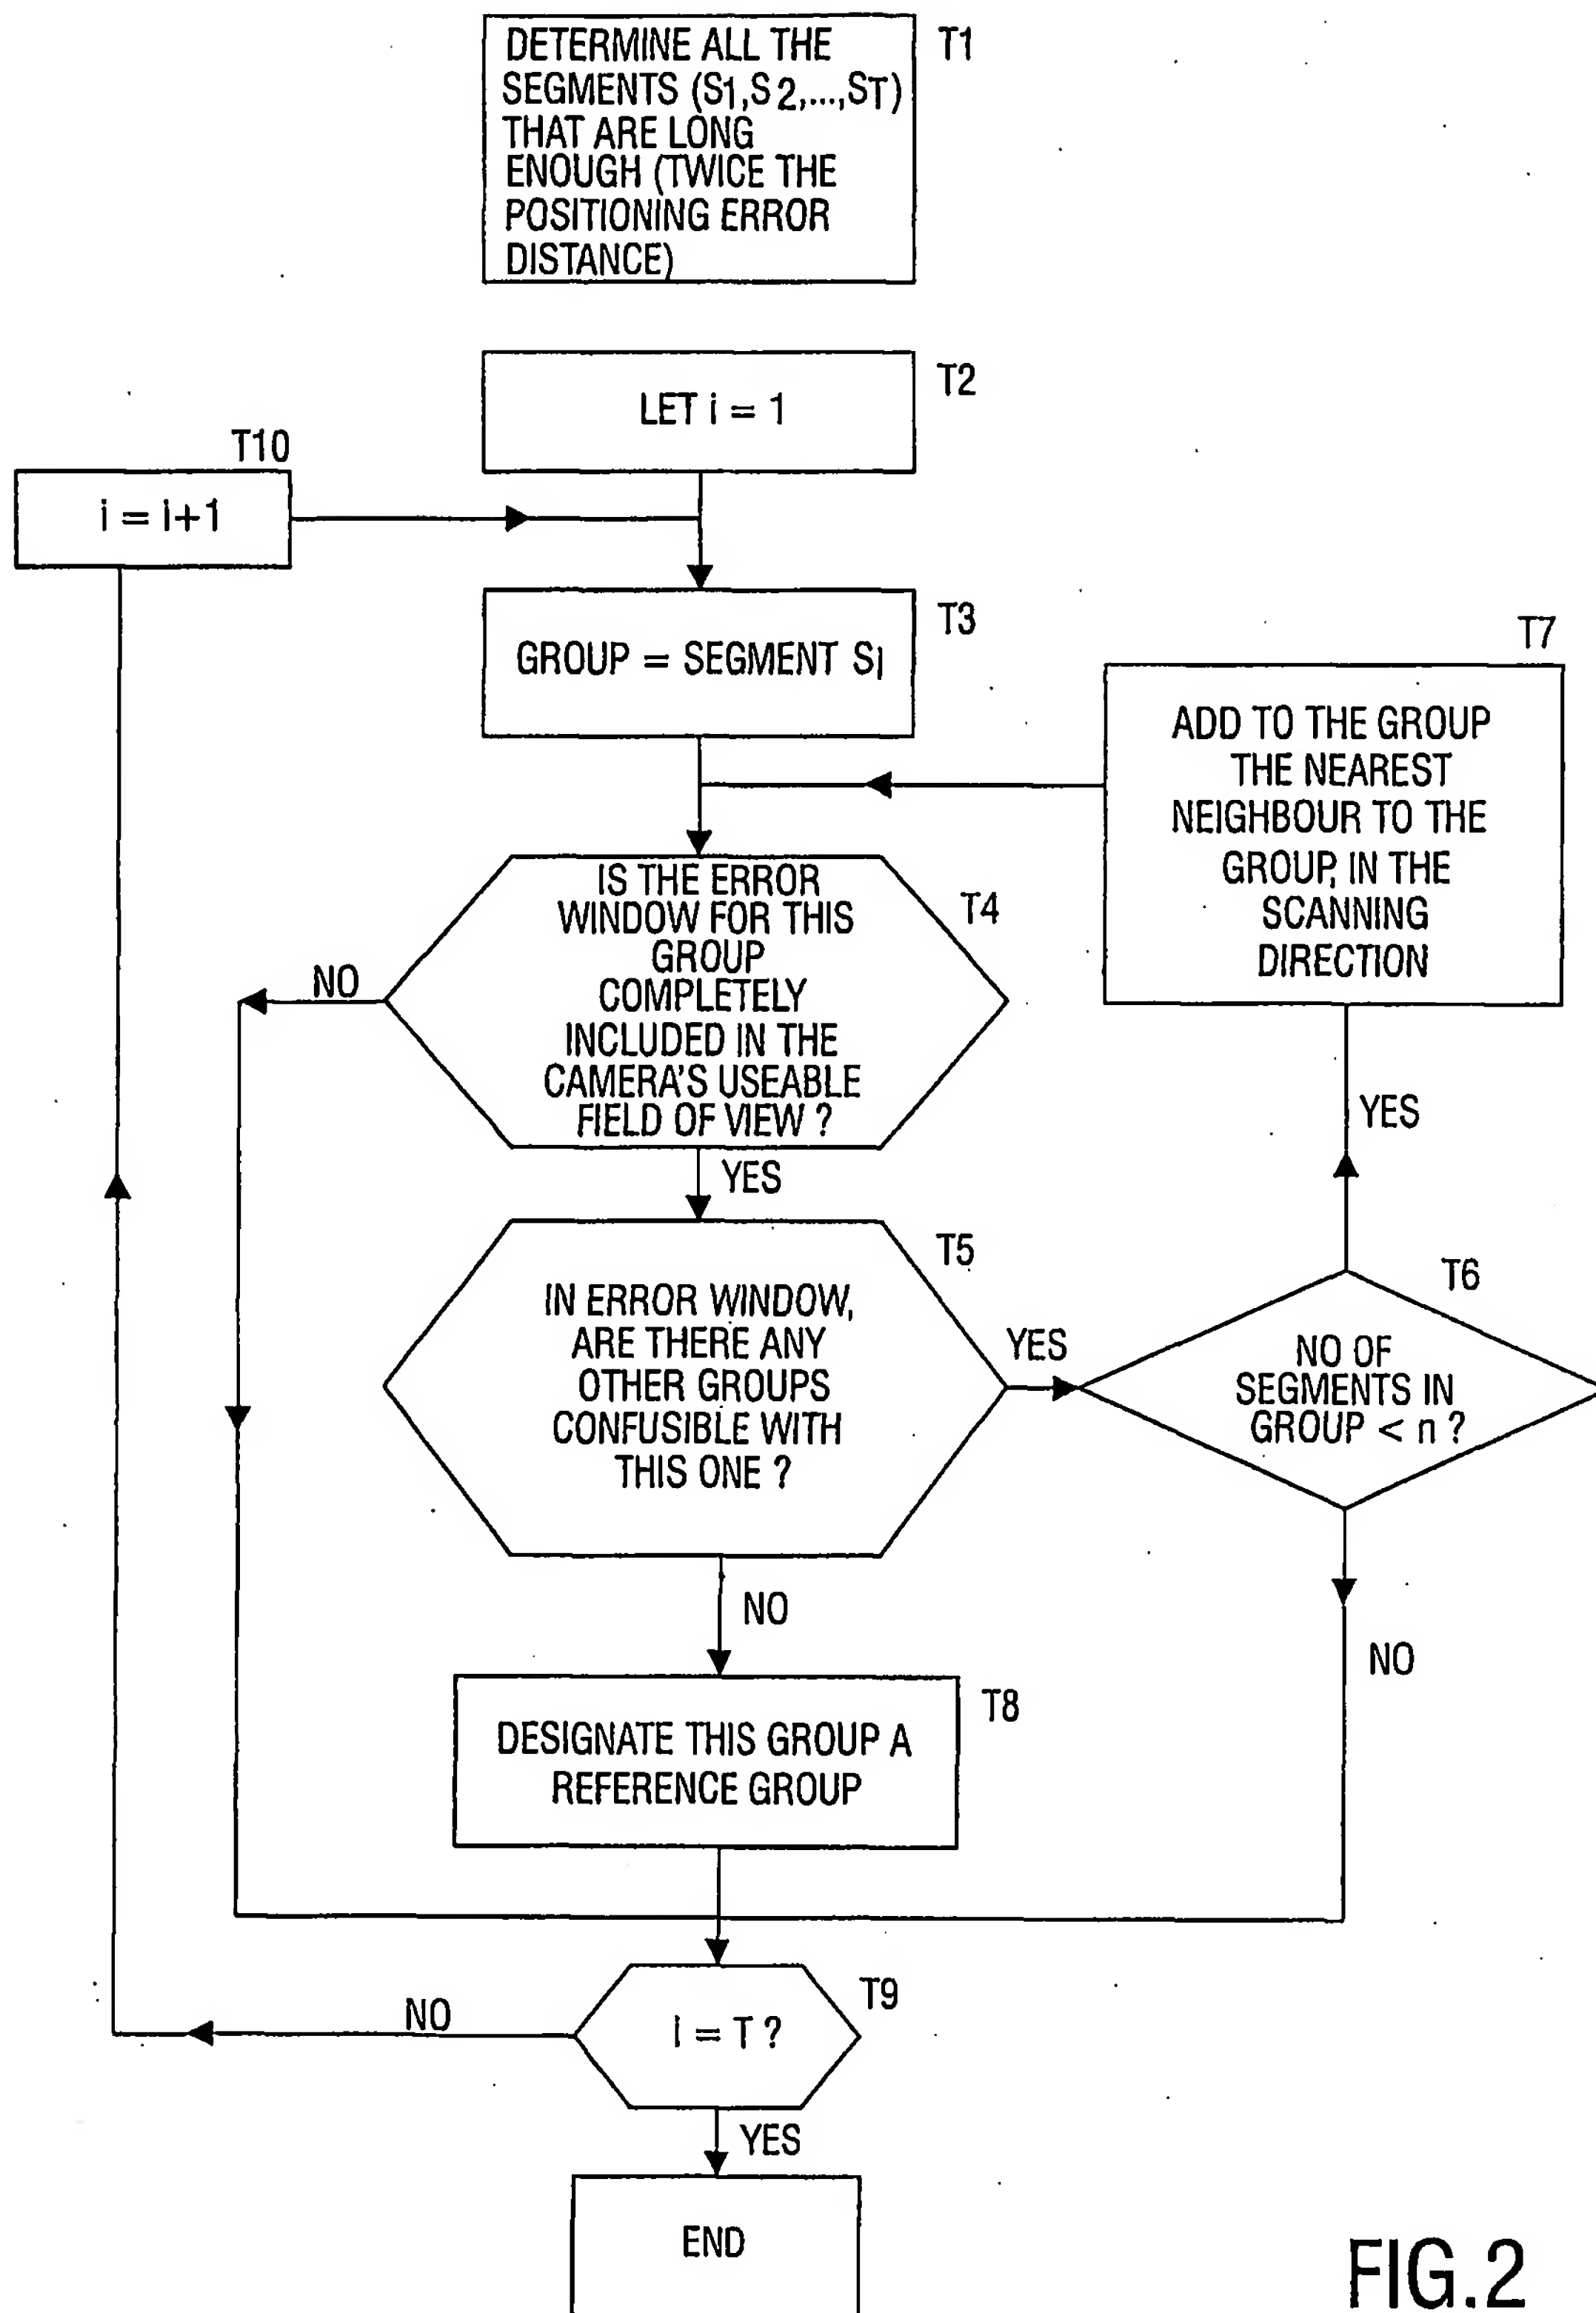 DETERMINE ALL THE
SEGMENTS (S1,S2,...,ST)
THAT ARE LONG
ENOUGH (TWICE THE
POSITIONING ERROR
DISTANCE)
T1
LET i = 1
T2
T10
i = i+1
GROUP = SEGMENT Si
T3
T7
ADD TO THE GROUP
THE NEAREST
NEIGHBOUR TO THE
GROUP, IN THE
SCANNING
DIRECTION
IS THE ERROR
WINDOW FOR THIS
GROUP
COMPLETELY
INCLUDED IN THE
CAMERA'S USEABLE
FIELD OF VIEW ?
T4
NO
YES
YES
IN ERROR WINDOW,
ARE THERE ANY
OTHER GROUPS
CONFUSIBLE WITH
THIS ONE ?
T5
YES
T6
NO OF
SEGMENTS IN
GROUP < n ?
NO
NO
DESIGNATE THIS GROUP A
REFERENCE GROUP
T8
i = T ?
T9
NO
YES
END
FIG.2